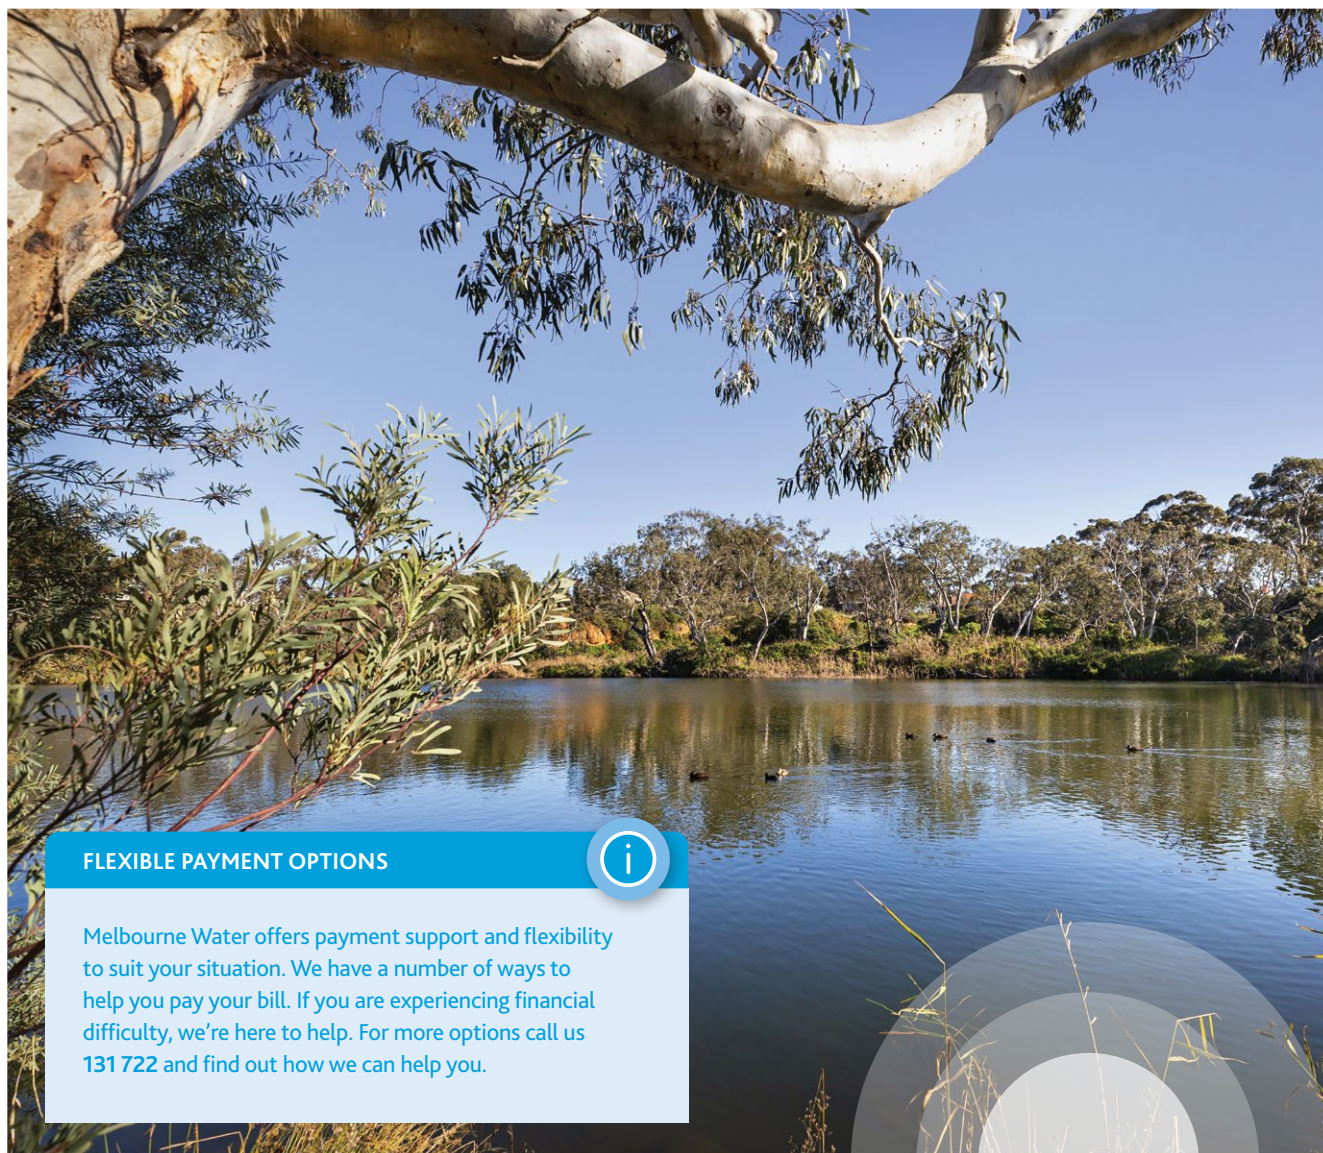 FLEXIBLE PAYMENT OPTIONS
Melbourne Water offers payment support and flexibility
to suit your situation. We have a number of ways to
help you pay your bill. If you are experiencing financial
difficulty, we’re here to help. For more options call us
131 722 and find out how we can help you.